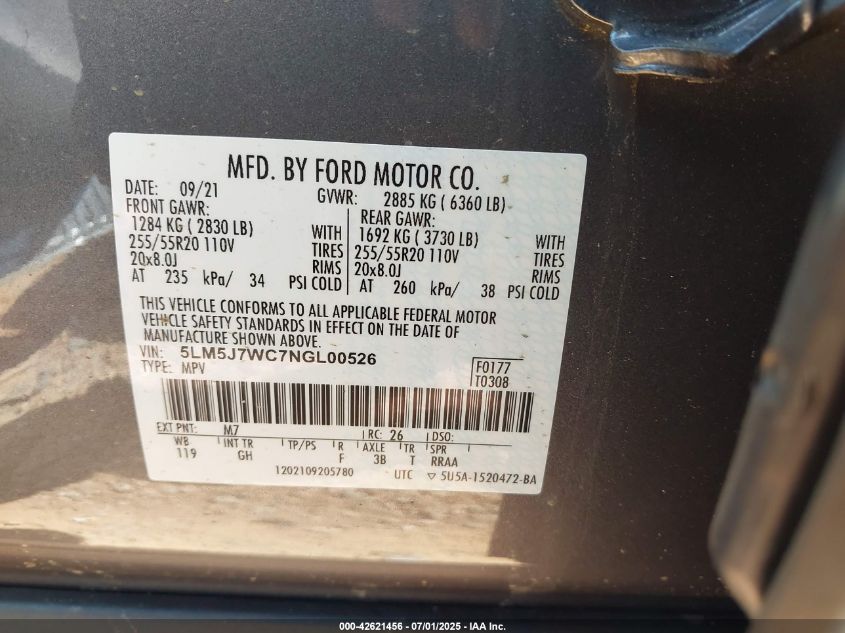 MFD. BY FORD MOTOR CO.
DATE: 09/21 GVWR: 2885 KG ( 6360 LB)
FRONT GAWR: REAR GAWR:
1284 KG ( 2830 LB) WITH 1692 KG ( 3730 LB) WITH
255/55R20 110V TIRES 255/55R20 110V TIRES
20x8.0J RIMS 20x8.0J RIMS
AT 235 kPa/ 34 PSI COLD AT 260 kPa/ 38 PSI COLD
THIS VEHICLE CONFORMS TO ALL APPLICABLE FEDERAL MOTOR
VEHICLE SAFETY STANDARDS IN EFFECT ON THE DATE OF
MANUFACTURE SHOWN ABOVE.
VIN: 5LM5J7WC7NGL00526 F0177
TYPE: MPV T0308
EXT PNT: M7 RC: 26 DSO:
WB INT TR TP/PS R AXLE TR SPR
119 GH F 3B T RRAA
1202109205780 UTC ▽ 5U5A-1520472-BA
000-42621456 / 07/01/2025 - IAA Inc.